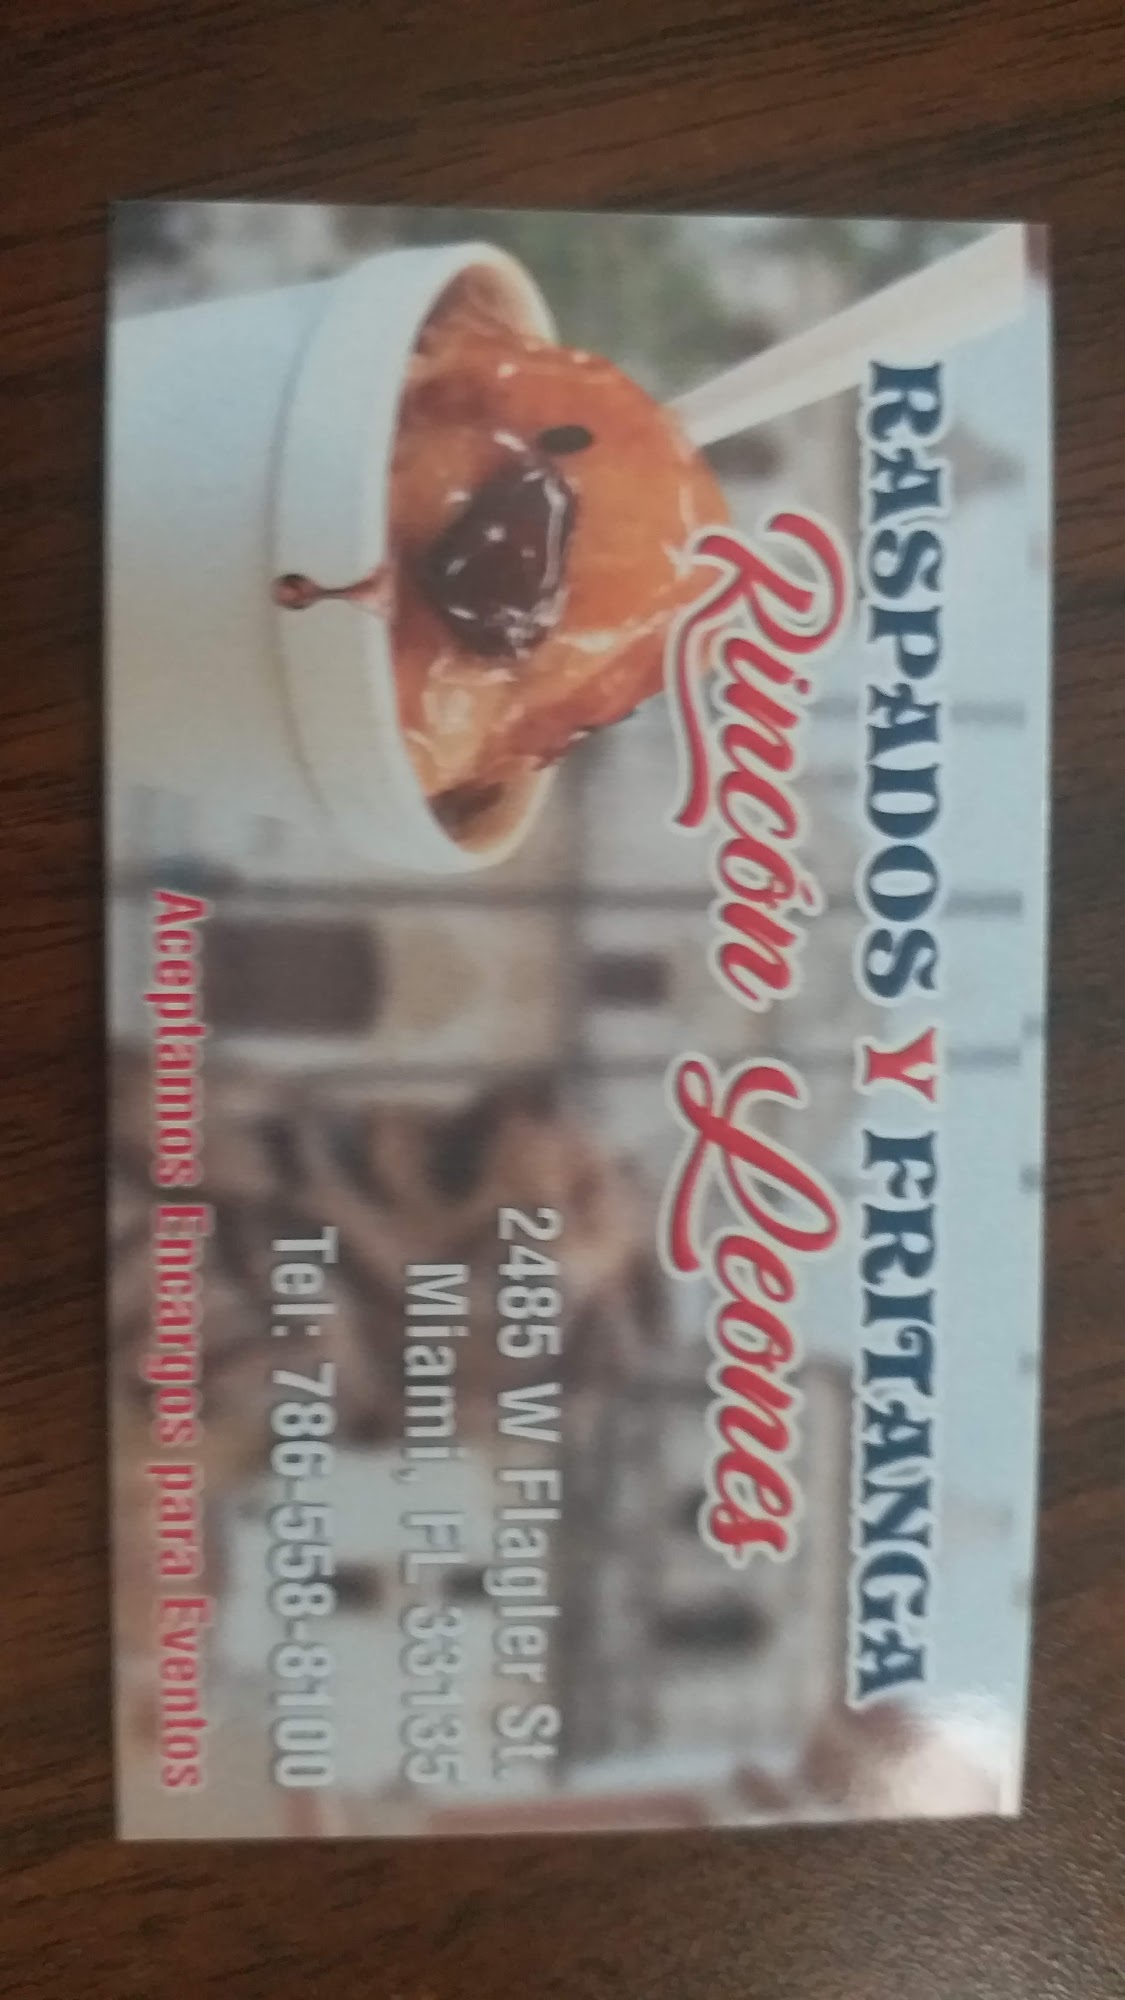 RASPADOS Y FRITANGA
Rincón Leones
2485 W Flagler St.
Miami, FL 33135
Tel: 786-558-8100
Aceptamos Encargos para Eventos